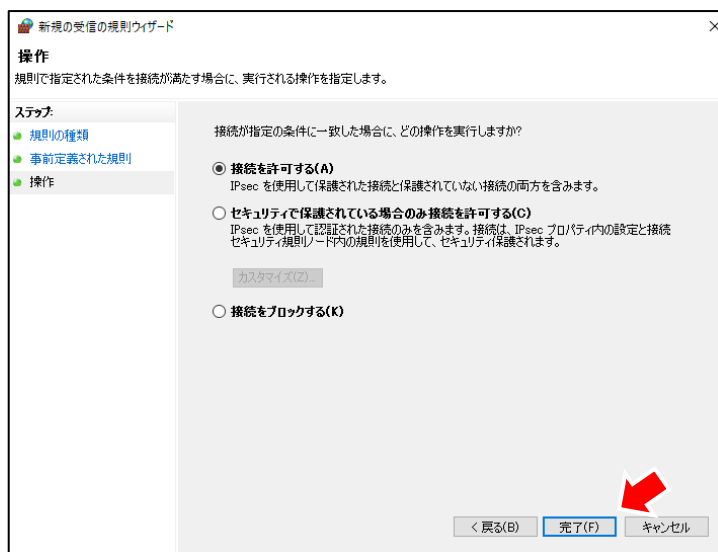 新規の受信の規則ウィザード
操作
規則で指定された条件を接続が満たす場合に、実行される操作を指定します。
ステップ:
規則の種類
事前定義された規則
操作
接続が指定の条件に一致した場合に、どの操作を実行しますか?
接続を許可する(A)
IPsec を使用して保護された接続と保護されていない接続の両方を含みます。
セキュリティで保護されている場合のみ接続を許可する(C)
IPsec を使用して認証された接続のみを含みます。接続は、IPsec プロパティ内の設定と接続
セキュリティ規則ノード内の規則を使用して、セキュリティ保護されます。
カスタマイズ(Z)...
接続をブロックする(K)
< 戻る(B)
完了(F)
キャンセル